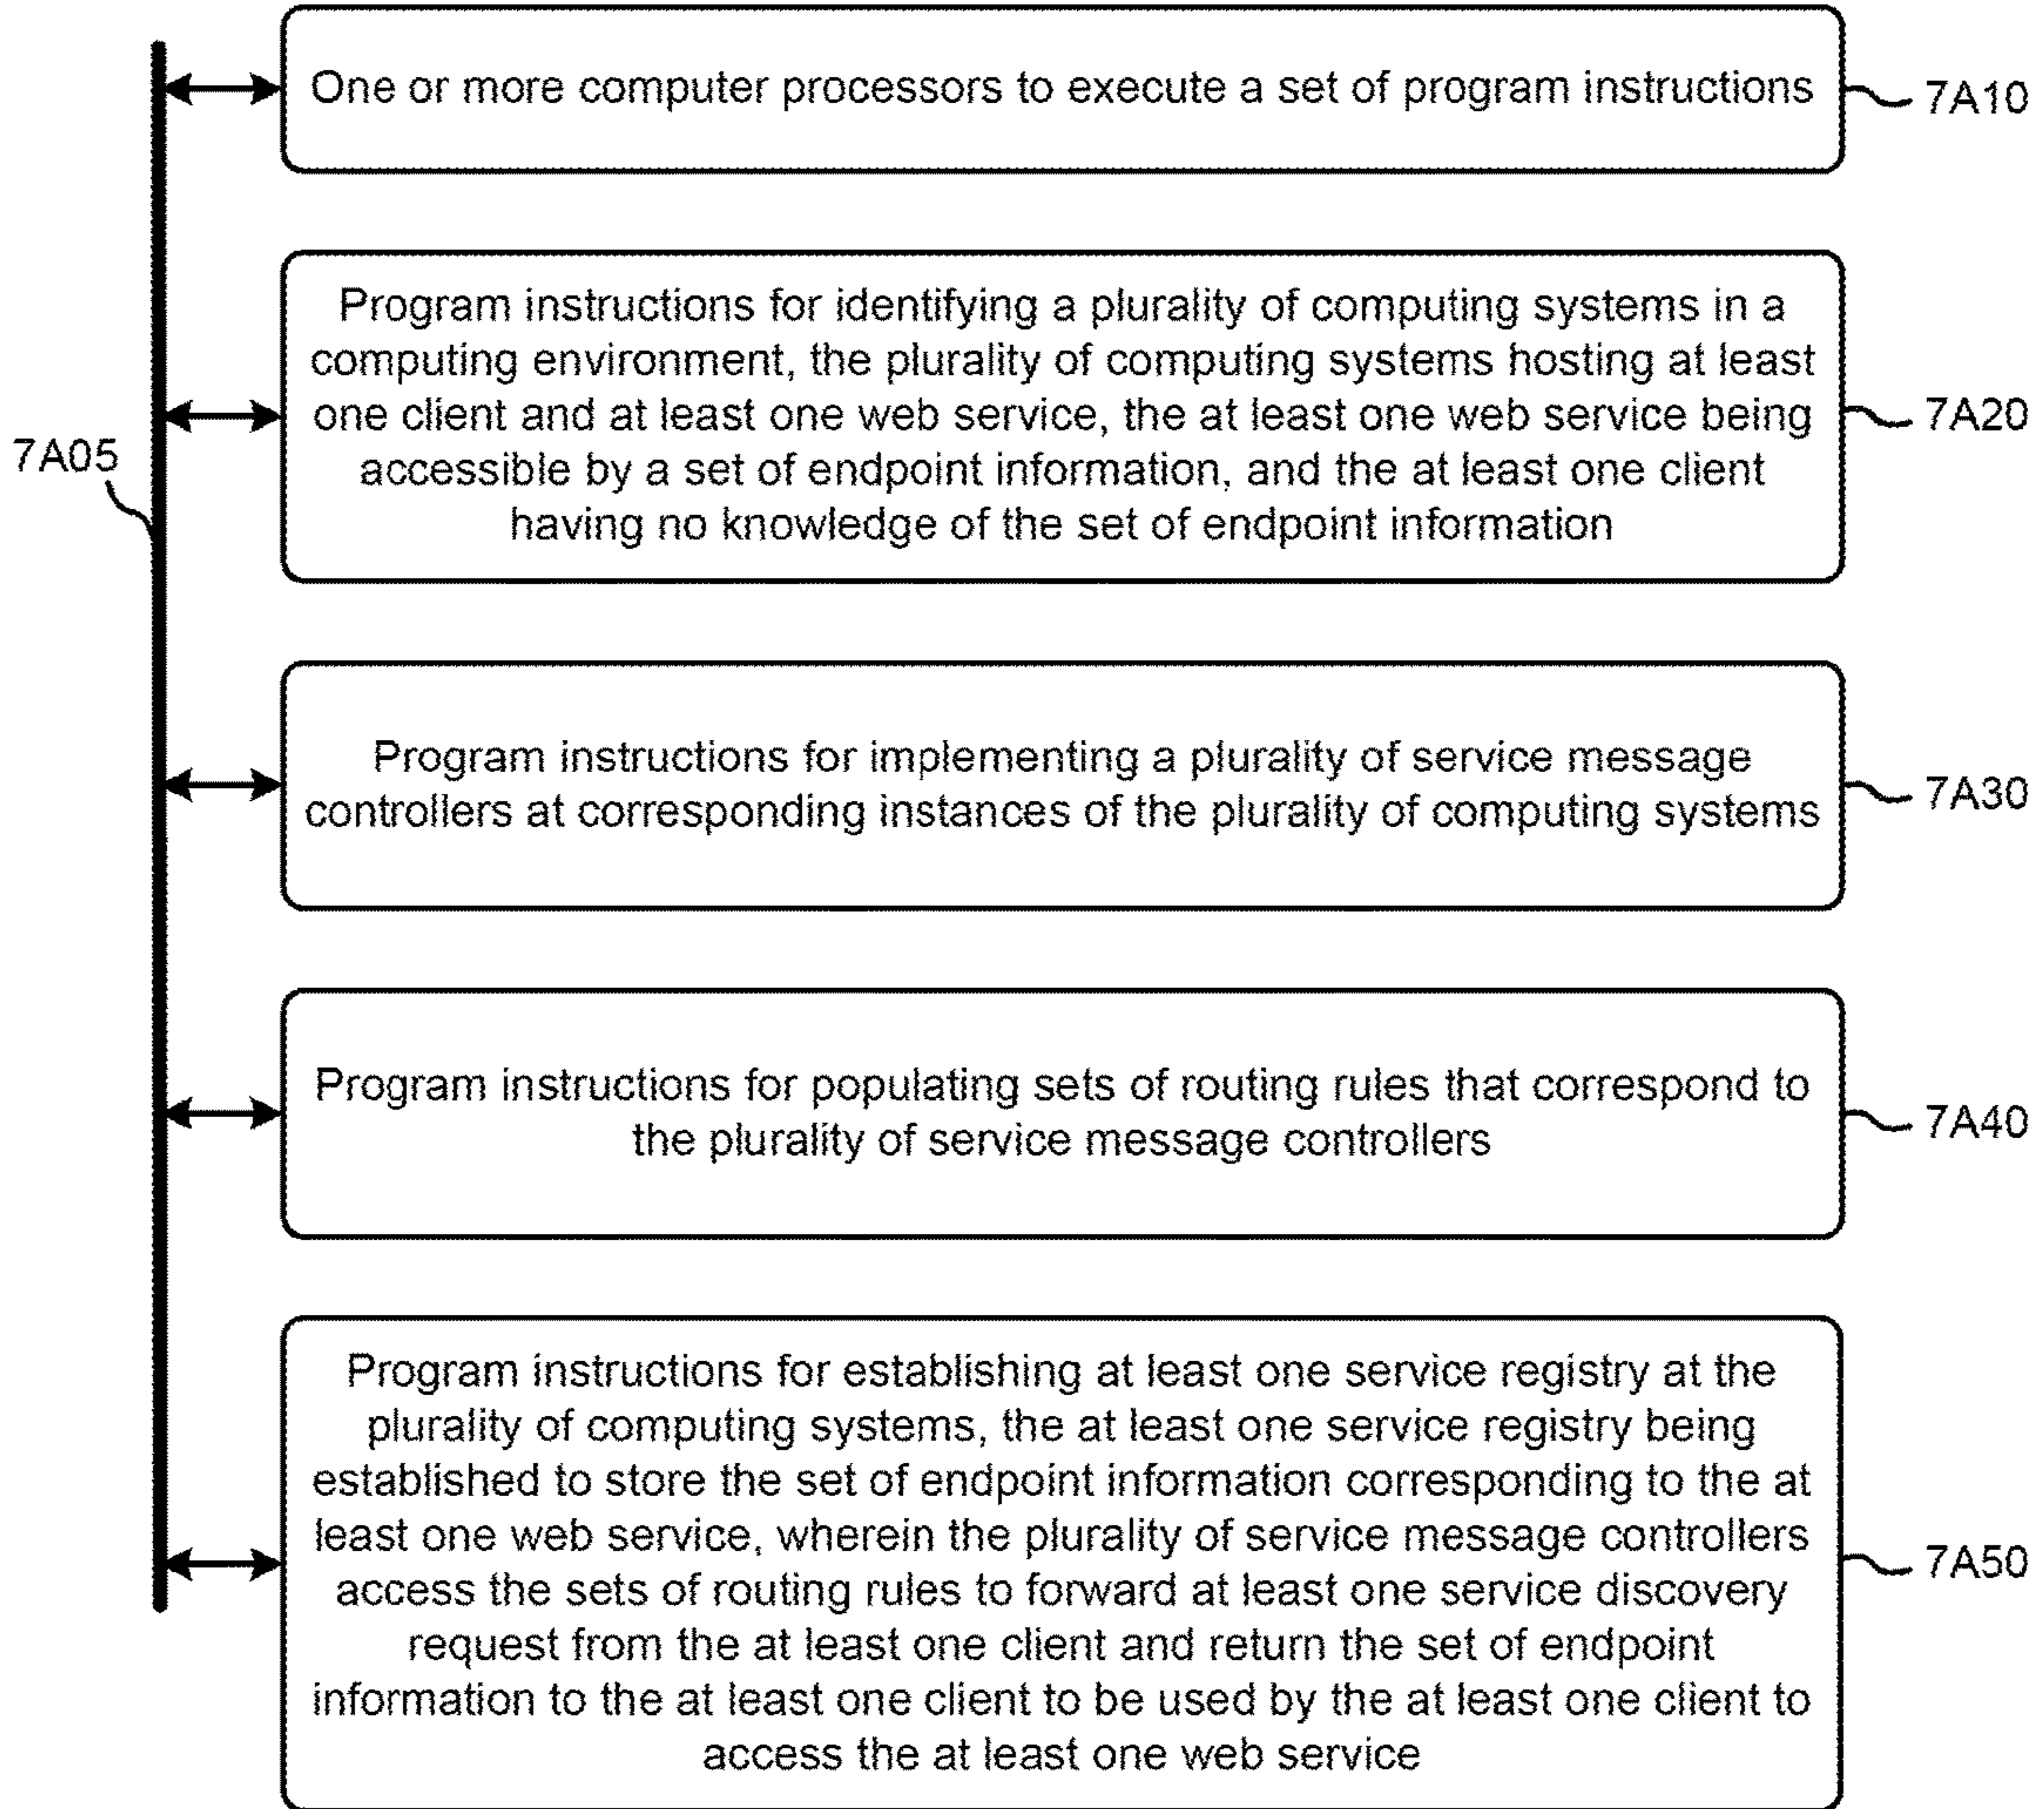 One or more computer processors to execute a set of program instructions
7A10
Program instructions for identifying a plurality of computing systems in a
computing environment, the plurality of computing systems hosting at least
one client and at least one web service, the at least one web service being
accessible by a set of endpoint information, and the at least one client
having no knowledge of the set of endpoint information
7A20
7A05
Program instructions for implementing a plurality of service message
controllers at corresponding instances of the plurality of computing systems
7A30
Program instructions for populating sets of routing rules that correspond to
the plurality of service message controllers
7A40
Program instructions for establishing at least one service registry at the
plurality of computing systems, the at least one service registry being
established to store the set of endpoint information corresponding to the at
least one web service, wherein the plurality of service message controllers
access the sets of routing rules to forward at least one service discovery
request from the at least one client and return the set of endpoint
information to the at least one client to be used by the at least one client to
access the at least one web service
7A50